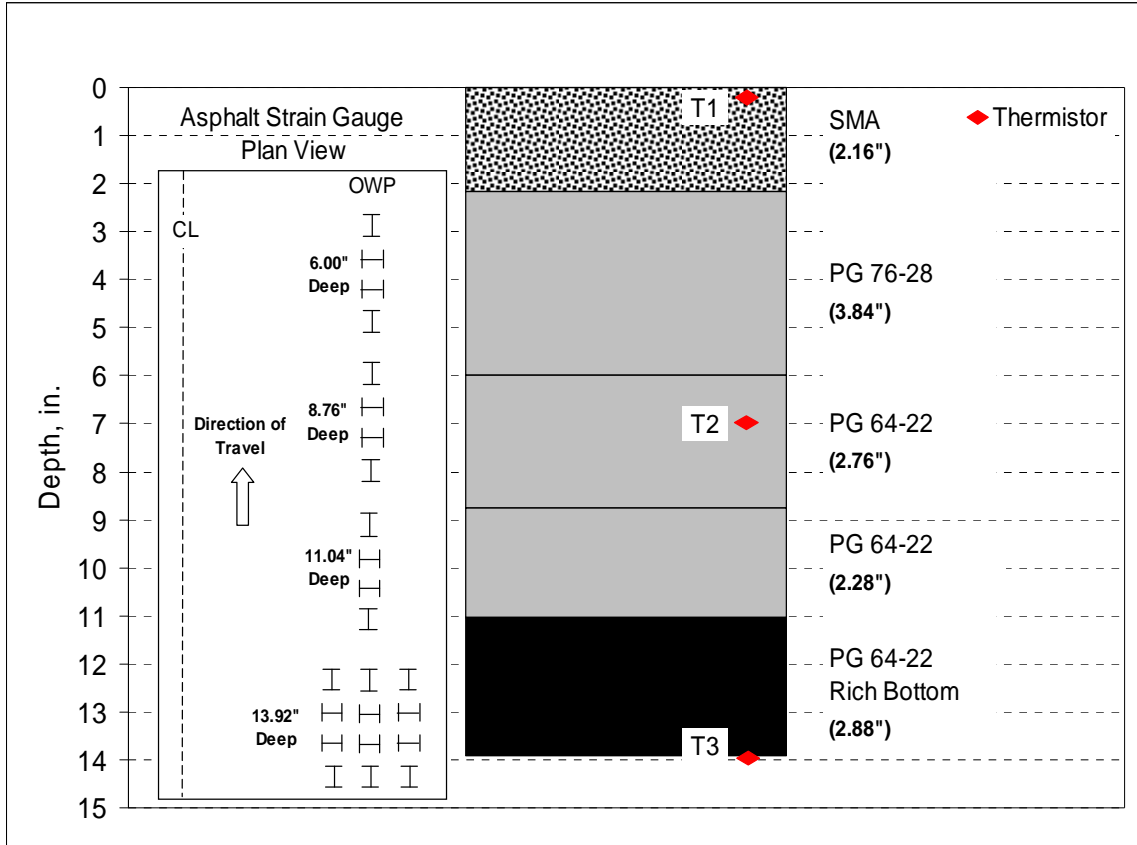 Depth, in.
0
1
2
3
4
5
6
7
8
9
10
11
12
13
14
15
Asphalt Strain Gauge
Plan View
OWP
CL
6.00"
Deep
8.76"
Deep
Direction of
Travel
11.04"
Deep
13.92"
Deep
T1
T2
T3
Thermistor
SMA
(2.16")
PG 76-28
(3.84")
PG 64-22
(2.76")
PG 64-22
(2.28")
PG 64-22
Rich Bottom
(2.88")